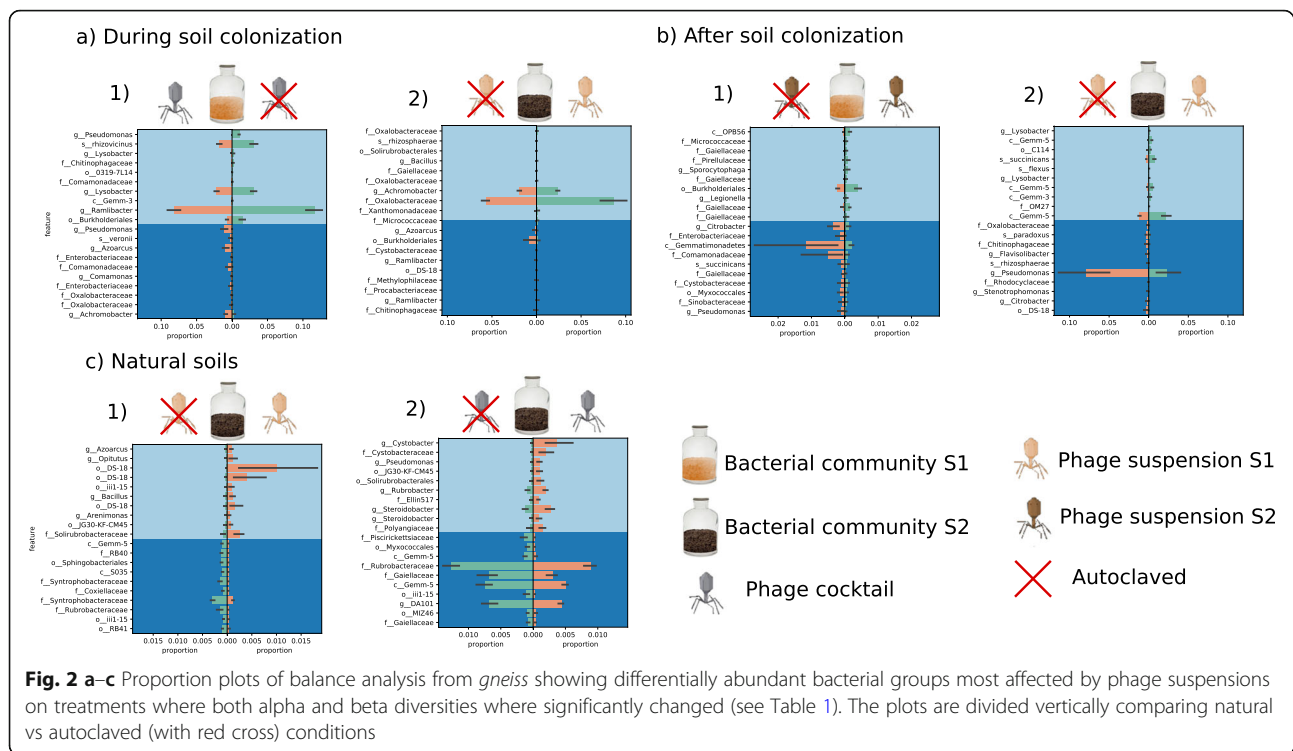 a) During soil colonization
1)
feature
g__Pseudomonas
s__rhizovicinus
g__Lysobacter
f__Chitinophagaceae
o__0319-7L14
f__Comamonadaceae
g__Lysobacter
c__Gemm-3
g__Ramlibacter
o__Burkholderiales
g__Pseudomonas
s__veronii
g__Azoarcus
f__Enterobacteriaceae
f__Comamonadaceae
g__Comamonas
f__Enterobacteriaceae
f__Oxalobacteraceae
f__Oxalobacteraceae
g__Achromobacter
0.10 0.05 0.00 0.05 0.10
proportion proportion
2)
f__Oxalobacteraceae
s__rhizosphaerae
o__Solirubrobacterales
g__Bacillus
f__Gaiellaceae
f__Oxalobacteraceae
g__Achromobacter
f__Oxalobacteraceae
f__Xanthomonadaceae
f__Micrococcaceae
g__Azoarcus
o__Burkholderiales
f__Cystobacteraceae
g__Ramlibacter
o__DS-18
f__Methylophilaceae
f__Procabacteriaceae
g__Ramlibacter
f__Chitinophagaceae
0.10 0.05 0.00 0.05 0.10
proportion proportion
b) After soil colonization
1)
c__OPB56
f__Micrococcaceae
f__Gaiellaceae
f__Pirellulaceae
g__Sporocytophaga
f__Gaiellaceae
o__Burkholderiales
g__Legionella
f__Gaiellaceae
f__Gaiellaceae
g__Citrobacter
f__Enterobacteriaceae
c__Gemmatimonadetes
f__Comamonadaceae
s__succinicans
f__Gaiellaceae
f__Cystobacteraceae
o__Myxococcales
f__Sinobacteraceae
g__Pseudomonas
0.02 0.01 0.00 0.01 0.02
proportion proportion
2)
g__Lysobacter
c__Gemm-5
o__C114
s__succinicans
s__flexus
g__Lysobacter
c__Gemm-5
c__Gemm-3
f__OM27
c__Gemm-5
f__Oxalobacteraceae
s__paradoxus
f__Chitinophagaceae
g__Flavisolibacter
s__rhizosphaerae
g__Pseudomonas
f__Rhodocyclaceae
g__Stenotrophomonas
g__Citrobacter
o__DS-18
0.10 0.05 0.00 0.05 0.10
proportion proportion
c) Natural soils
1)
feature
g__Azoarcus
g__Opitutus
o__DS-18
o__DS-18
o__iii1-15
g__Bacillus
o__DS-18
g__Arenimonas
o__JG30-KF-CM45
f__Solirubrobacteraceae
c__Gemm-5
f__RB40
o__Sphingobacteriales
c__S035
f__Syntrophobacteraceae
f__Coxiellaceae
f__Syntrophobacteraceae
f__Rubrobacteraceae
o__iii1-15
o__RB41
0.015 0.010 0.005 0.000 0.005 0.010 0.015
proportion proportion
2)
g__Cystobacter
f__Cystobacteraceae
g__Pseudomonas
o__JG30-KF-CM45
o__Solirubrobacterales
g__Rubrobacter
f__Ellin517
g__Steroidobacter
g__Steroidobacter
f__Polyangiaceae
f__Piscirickettsiaceae
o__Myxococcales
c__Gemm-5
f__Rubrobacteraceae
f__Gaiellaceae
c__Gemm-5
o__iii1-15
g__DA101
o__MIZ46
f__Gaiellaceae
0.010 0.005 0.000 0.005 0.010
proportion proportion
Bacterial community S1
Bacterial community S2
Phage cocktail
Phage suspension S1
Phage suspension S2
Autoclaved
Fig. 2 a–c Proportion plots of balance analysis from gneiss showing differentially abundant bacterial groups most affected by phage suspensions
on treatments where both alpha and beta diversities where significantly changed (see Table 1). The plots are divided vertically comparing natural
vs autoclaved (with red cross) conditions